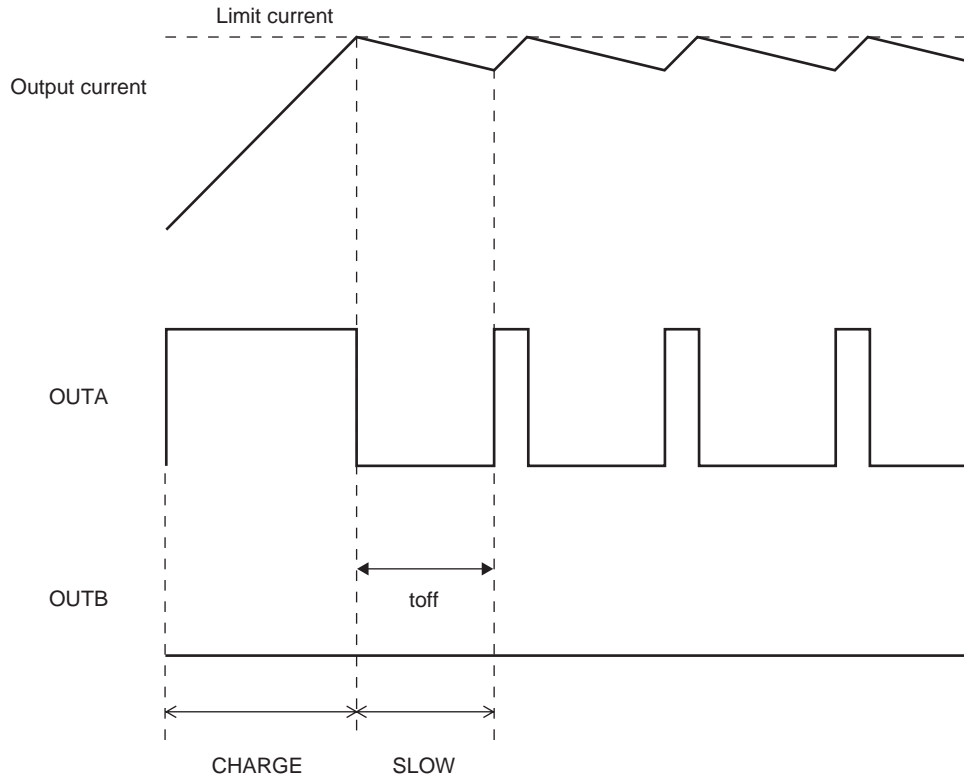 Limit current
Output current
OUTA
OUTB
toff
CHARGE
SLOW